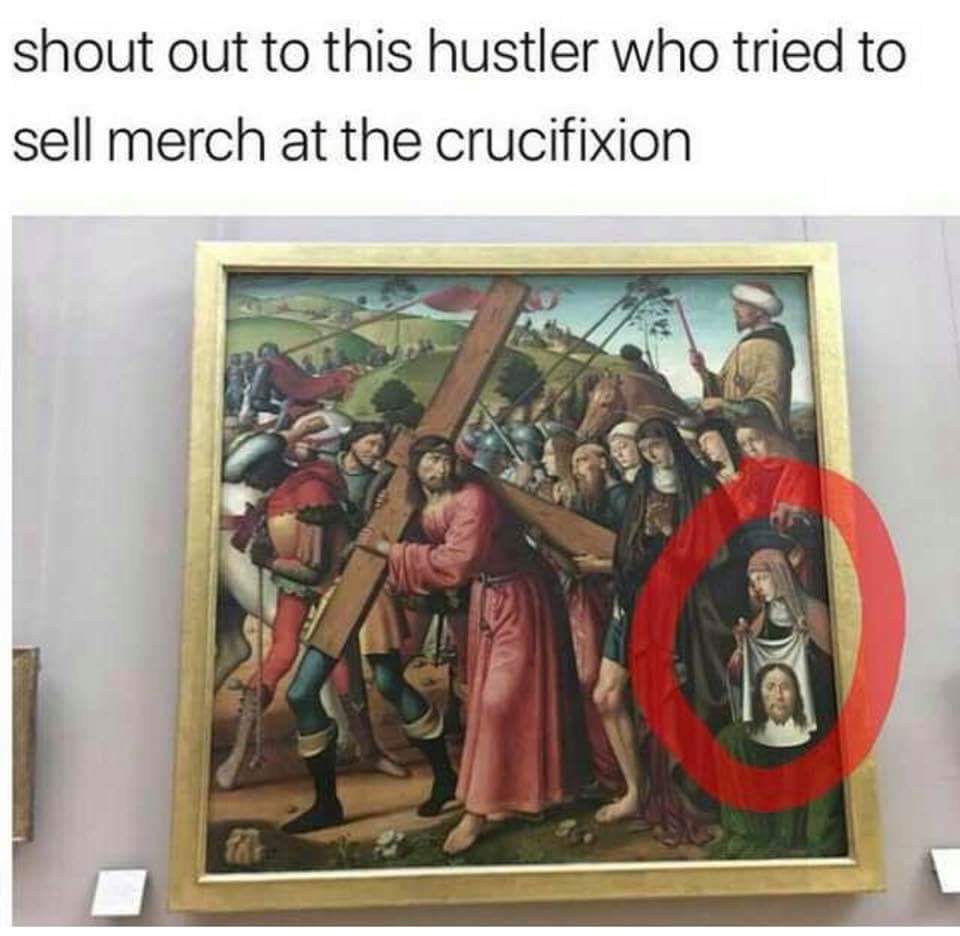 shout out to this hustler who tried to
sell merch at the crucifixion